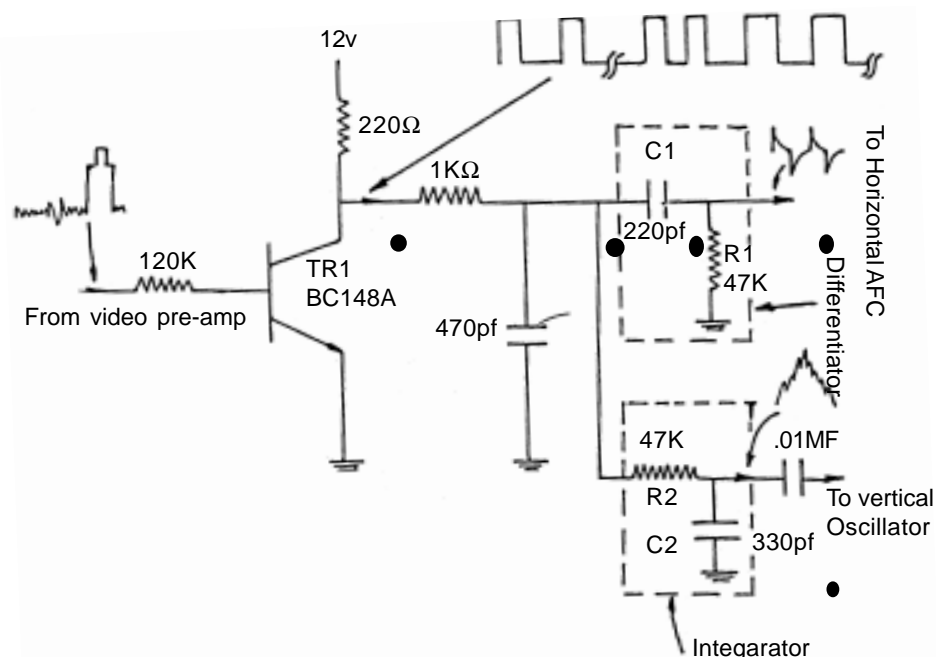 12v
220Ω
1KΩ
C1
220pf
R1
47K
To Horizontal AFC
Differentiator
120K
TR1
BC148A
From video pre-amp
470pf
47K
R2
C2
330pf
.01MF
To vertical
Oscillator
Integarator